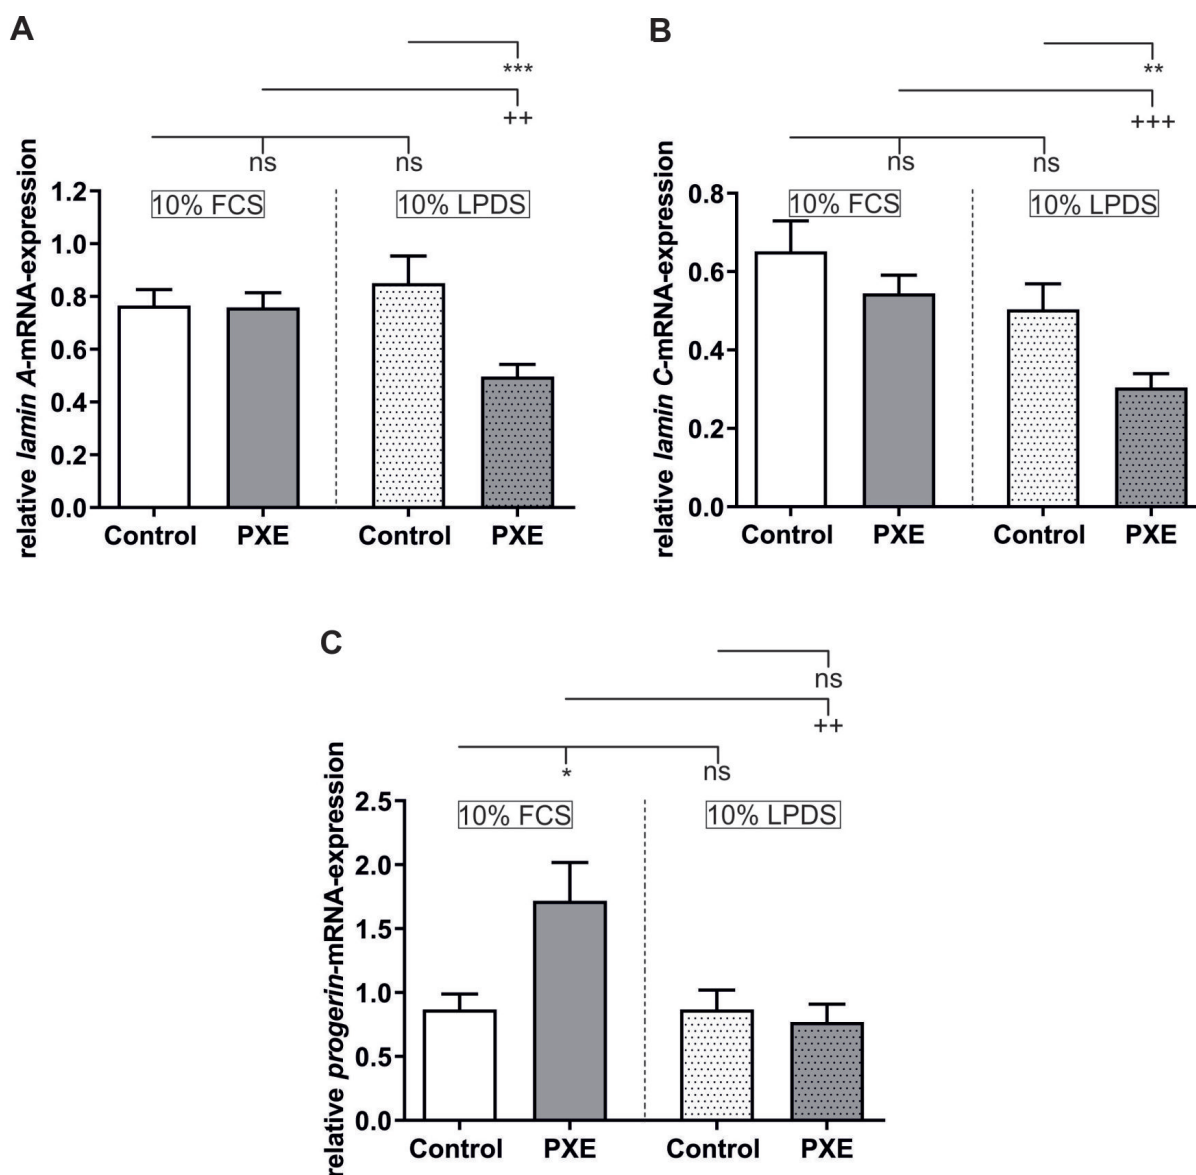 A
***
++
ns ns
relative lamin A-mRNA-expression
1.2
1.0
0.8
0.6
0.4
0.2
0.0
10% FCS 10% LPDS
Control PXE Control PXE
B
**
+++
ns ns
relative lamin C-mRNA-expression
0.8
0.6
0.4
0.2
0.0
10% FCS 10% LPDS
Control PXE Control PXE
C
ns
++
* ns
relative progerin-mRNA-expression
2.5
2.0
1.5
1.0
0.5
0.0
10% FCS 10% LPDS
Control PXE Control PXE